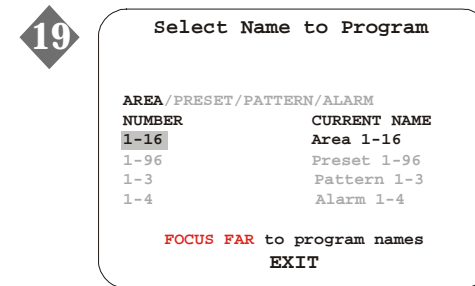 19
Select Name to Program
AREA/PRESET/PATTERN/ALARM
NUMBER CURRENT NAME
1-16 Area 1-16
1-96 Preset 1-96
1-3 Pattern 1-3
1-4 Alarm 1-4
FOCUS FAR to program names
EXIT